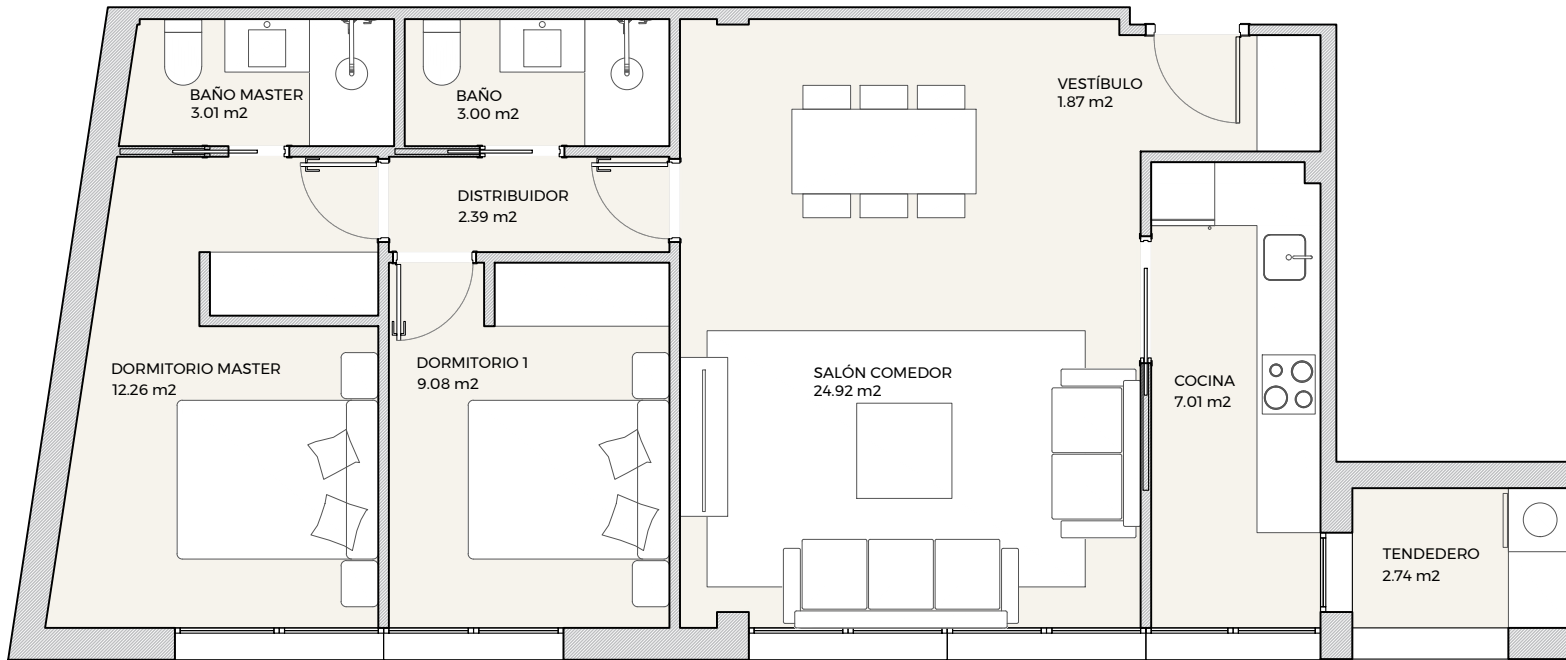 BAÑO MASTER
3.01 m2
BAÑO
3.00 m2
VESTÍBULO
1.87 m2
DISTRIBUIDOR
2.39 m2
DORMITORIO MASTER
12.26 m2
DORMITORIO 1
9.08 m2
SALÓN COMEDOR
24.92 m2
COCINA
7.01 m2
TENDEDERO
2.74 m2